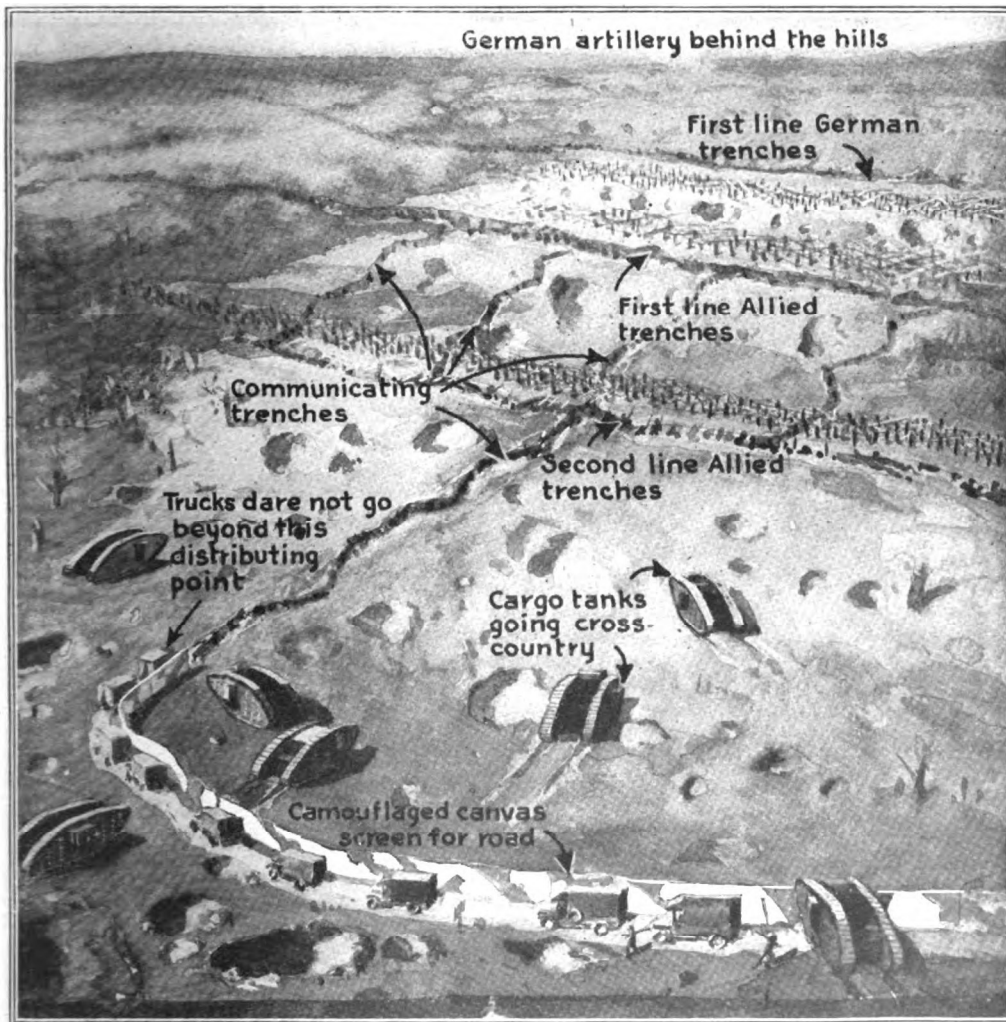 German artillery behind the hills
First line German
trenches
First line Allied
trenches
Communicating
trenches
Second line Allied
trenches
Trucks dare not go
beyond this
distributing
point
Cargo tanks
going cross-
country
Camouflaged canvas
screen for road